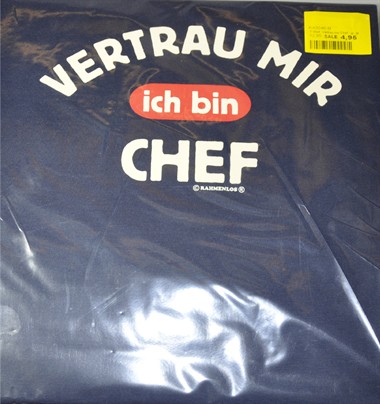 VERTRAU MIR
ich bin
CHEF
© RAHMENLOS ®
SALE 4,95